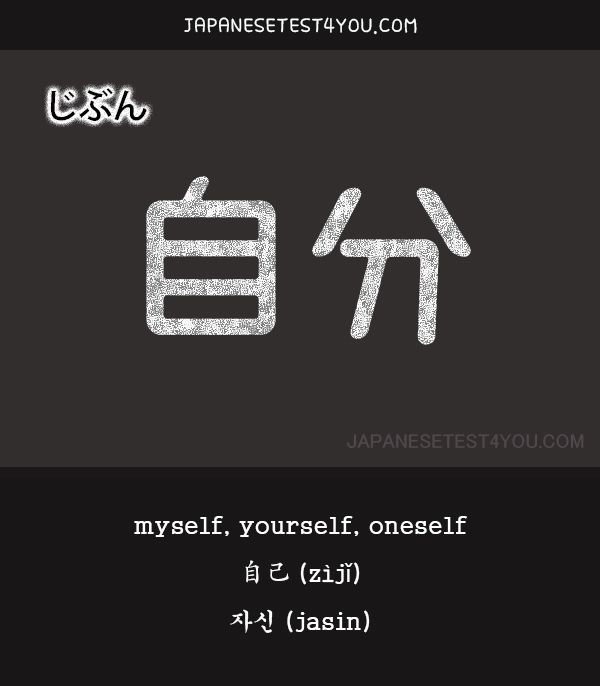 JAPANESETEST4YOU.COM
じぶん
自分
JAPANESETEST4YOU.COM
myself, yourself, oneself
自己 (zìjǐ)
자신 (jasin)